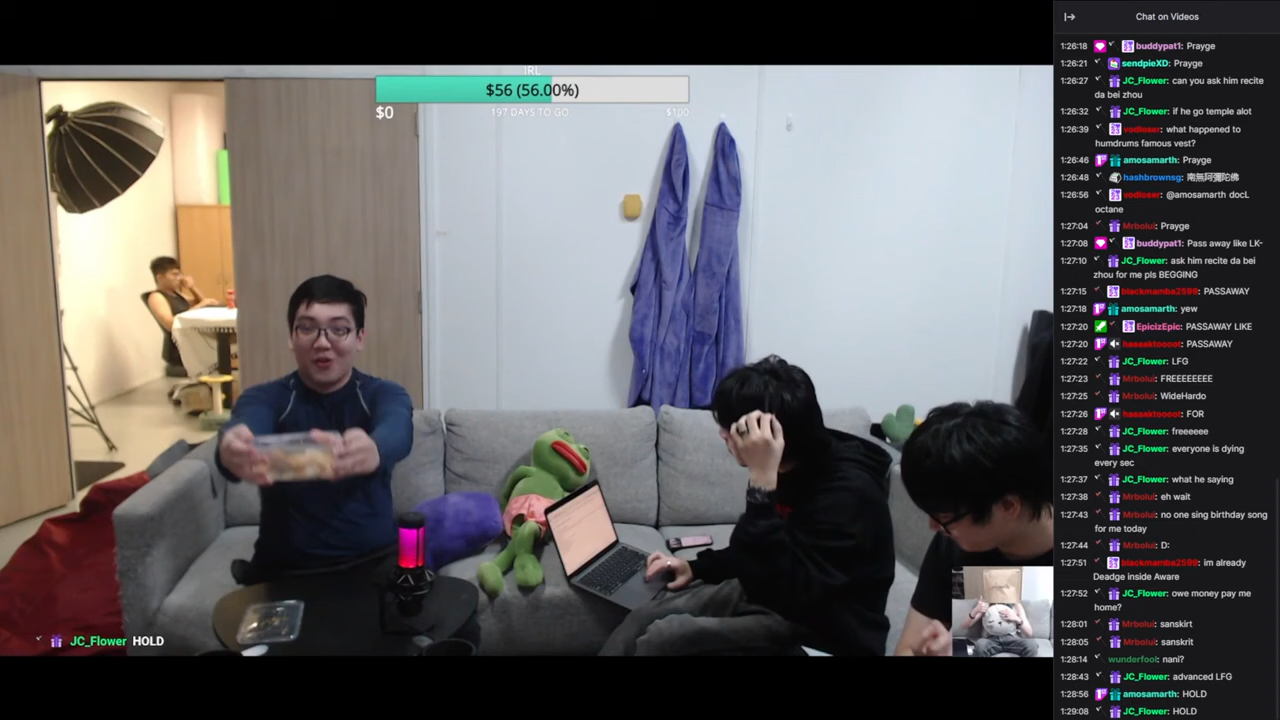 Chat on Videos
IRL
$56 (56.00%)
$0
197 DAYS TO GO
$100
JC_Flower HOLD
1:26:18 buddypat1: Prayge
1:26:21 sendpieXD: Prayge
1:26:27 JC_Flower: can you ask him recite
da bei zhou
1:26:32 JC_Flower: if he go temple alot
1:26:39 vodloser: what happened to
humdrums famous vest?
1:26:46 amosamarth: Prayge
1:26:48 hashbrownsg: 南無阿彌陀佛
1:26:56 vodloser: @amosamarth docL
octane
1:27:04 Mrbolui: Prayge
1:27:08 buddypat1: Pass away like LK-
1:27:10 JC_Flower: ask him recite da bei
zhou for me pls BEGGING
1:27:15 blackmamba2599: PASSAWAY
1:27:18 amosamarth: yew
1:27:20 EpicizEpic: PASSAWAY LIKE
1:27:20 hasaaktoooot: PASSAWAY
1:27:22 JC_Flower: LFG
1:27:23 Mrbolui: FREEEEEEEE
1:27:25 Mrbolui: WideHardo
1:27:26 hasaaktoooot: FOR
1:27:28 JC_Flower: freeeeee
1:27:35 JC_Flower: everyone is dying
every sec
1:27:37 JC_Flower: what he saying
1:27:38 Mrbolui: eh wait
1:27:43 Mrbolui: no one sing birthday song
for me today
1:27:44 Mrbolui: D:
1:27:51 blackmamba2599: im already
Deadge inside Aware
1:27:52 JC_Flower: owe money pay me
home?
1:28:01 Mrbolui: sanskirt
1:28:05 Mrbolui: sanskrit
1:28:14 wunderfool: nani?
1:28:43 JC_Flower: advanced LFG
1:28:56 amosamarth: HOLD
1:29:08 JC_Flower: HOLD